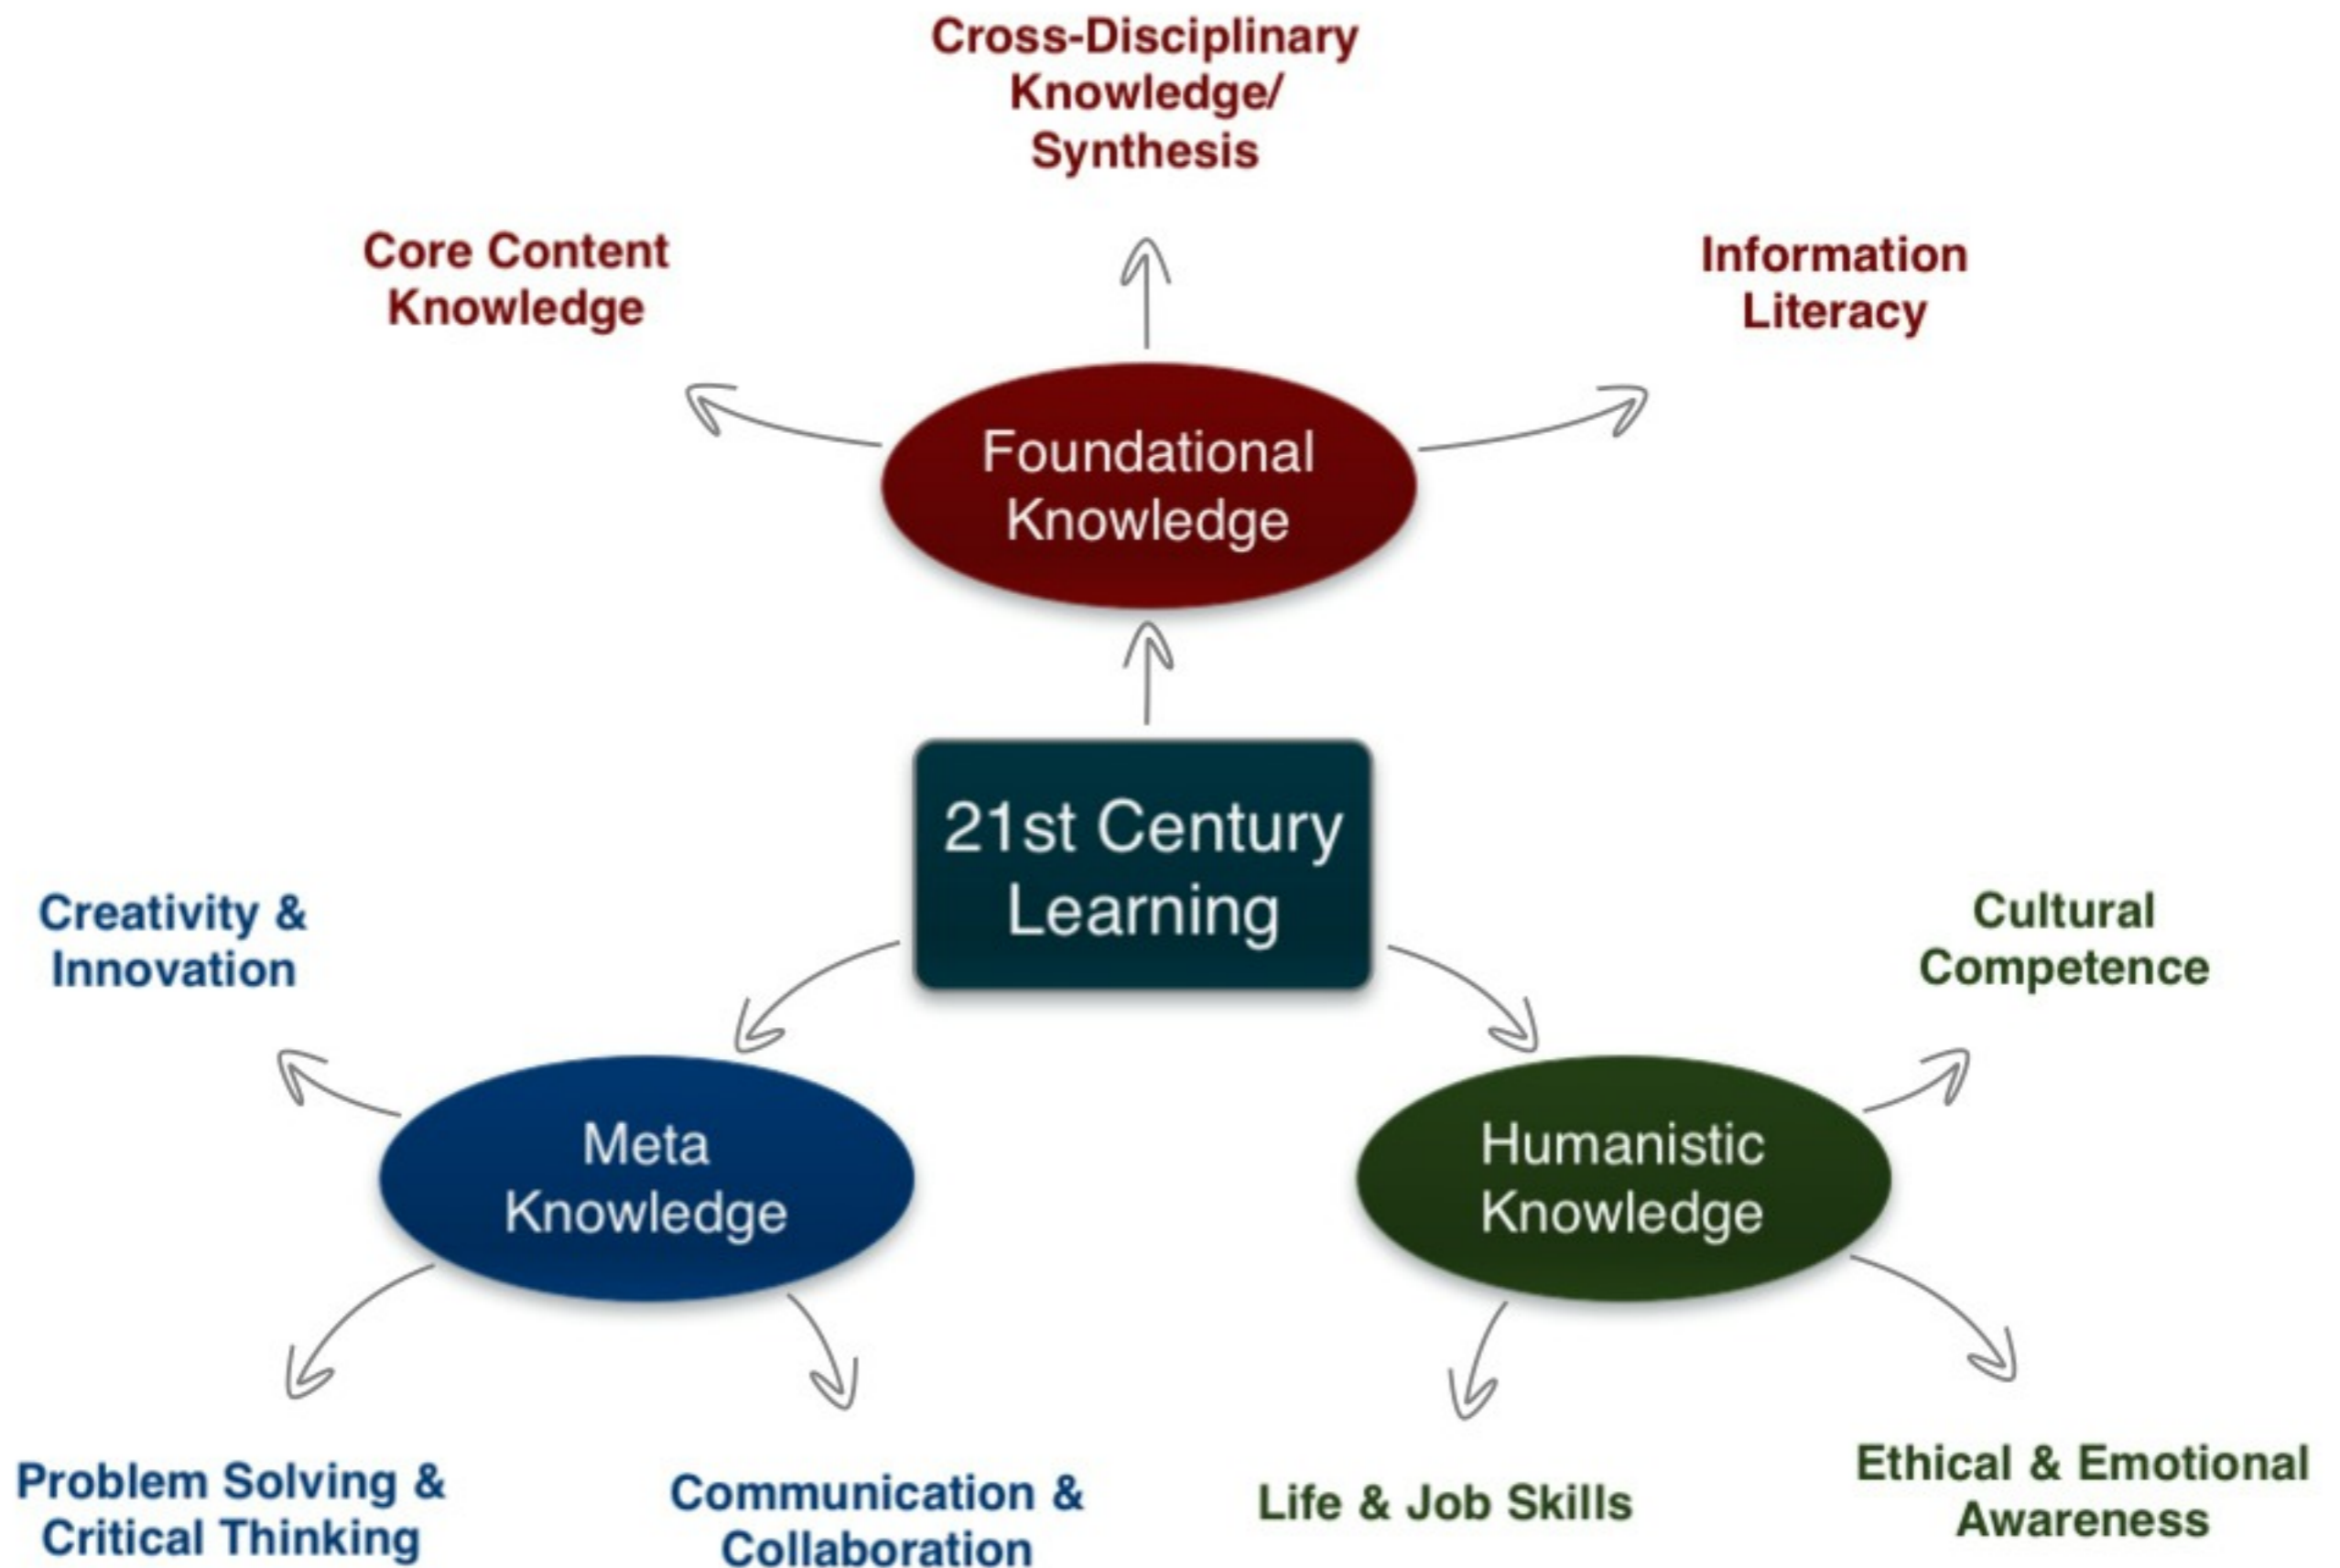 Cross-Disciplinary
Knowledge/
Synthesis
Core Content
Knowledge
Information
Literacy
Foundational
Knowledge
21st Century
Learning
Creativity &
Innovation
Cultural
Competence
Meta
Knowledge
Humanistic
Knowledge
Problem Solving &
Critical Thinking
Communication &
Collaboration
Life & Job Skills
Ethical & Emotional
Awareness